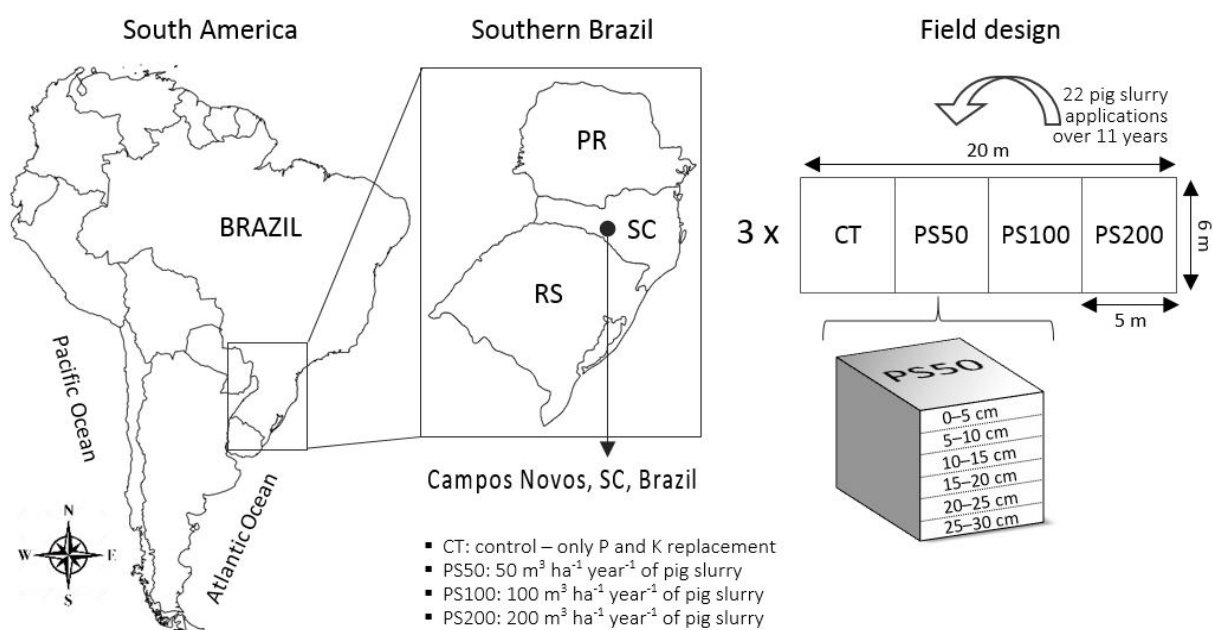 South America
Southern Brazil
Field design
22 pig slurry
applications
over 11 years
20 m
BRAZIL
PR
SC
RS
3 x
CT
PS50
PS100
PS200
6 m
5 m
PS50
0–5 cm
5–10 cm
10–15 cm
15–20 cm
20–25 cm
25–30 cm
Pacific Ocean
Atlantic Ocean
Campos Novos, SC, Brazil
N
W
E
S
▪ CT: control – only P and K replacement
▪ PS50: 50 m³ ha⁻¹ year⁻¹ of pig slurry
▪ PS100: 100 m³ ha⁻¹ year⁻¹ of pig slurry
▪ PS200: 200 m³ ha⁻¹ year⁻¹ of pig slurry